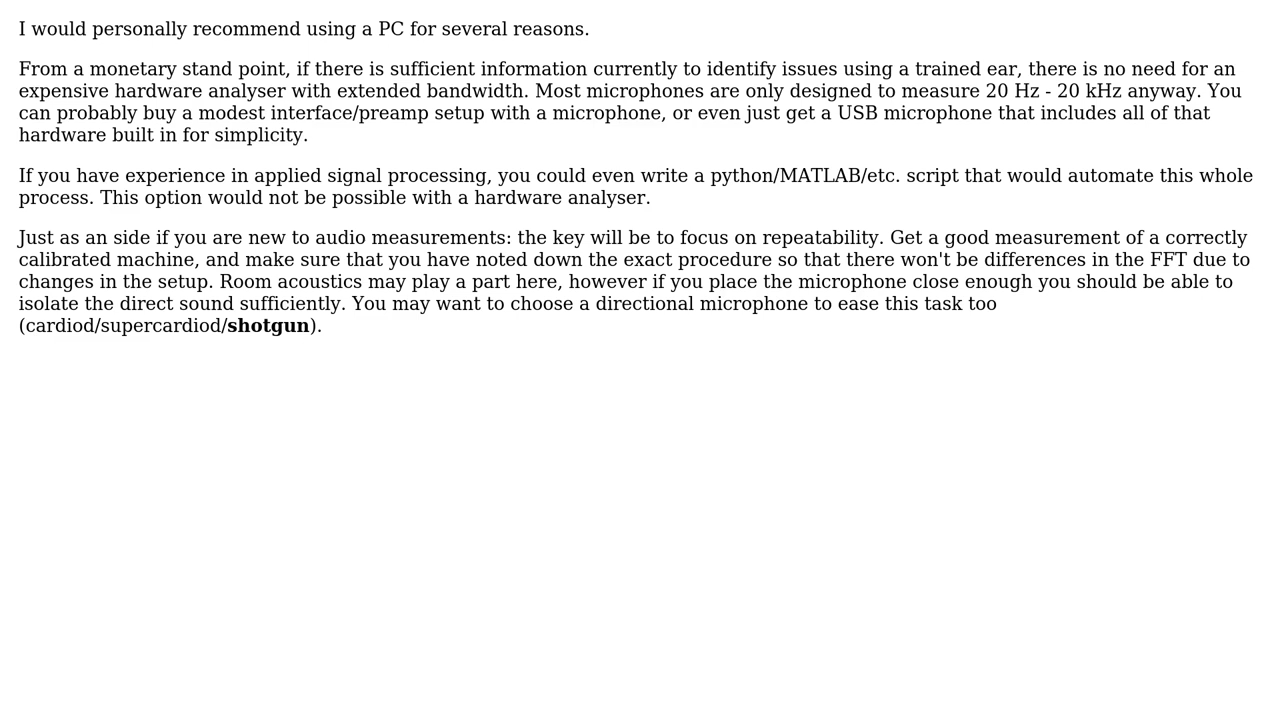 I would personally recommend using a PC for several reasons.
From a monetary stand point, if there is sufficient information currently to identify issues using a trained ear, there is no need for an
expensive hardware analyser with extended bandwidth. Most microphones are only designed to measure 20 Hz - 20 kHz anyway. You
can probably buy a modest interface/preamp setup with a microphone, or even just get a USB microphone that includes all of that
hardware built in for simplicity.
If you have experience in applied signal processing, you could even write a python/MATLAB/etc. script that would automate this whole
process. This option would not be possible with a hardware analyser.
Just as an side if you are new to audio measurements: the key will be to focus on repeatability. Get a good measurement of a correctly
calibrated machine, and make sure that you have noted down the exact procedure so that there won't be differences in the FFT due to
changes in the setup. Room acoustics may play a part here, however if you place the microphone close enough you should be able to
isolate the direct sound sufficiently. You may want to choose a directional microphone to ease this task too
(cardiod/supercardiod/shotgun).